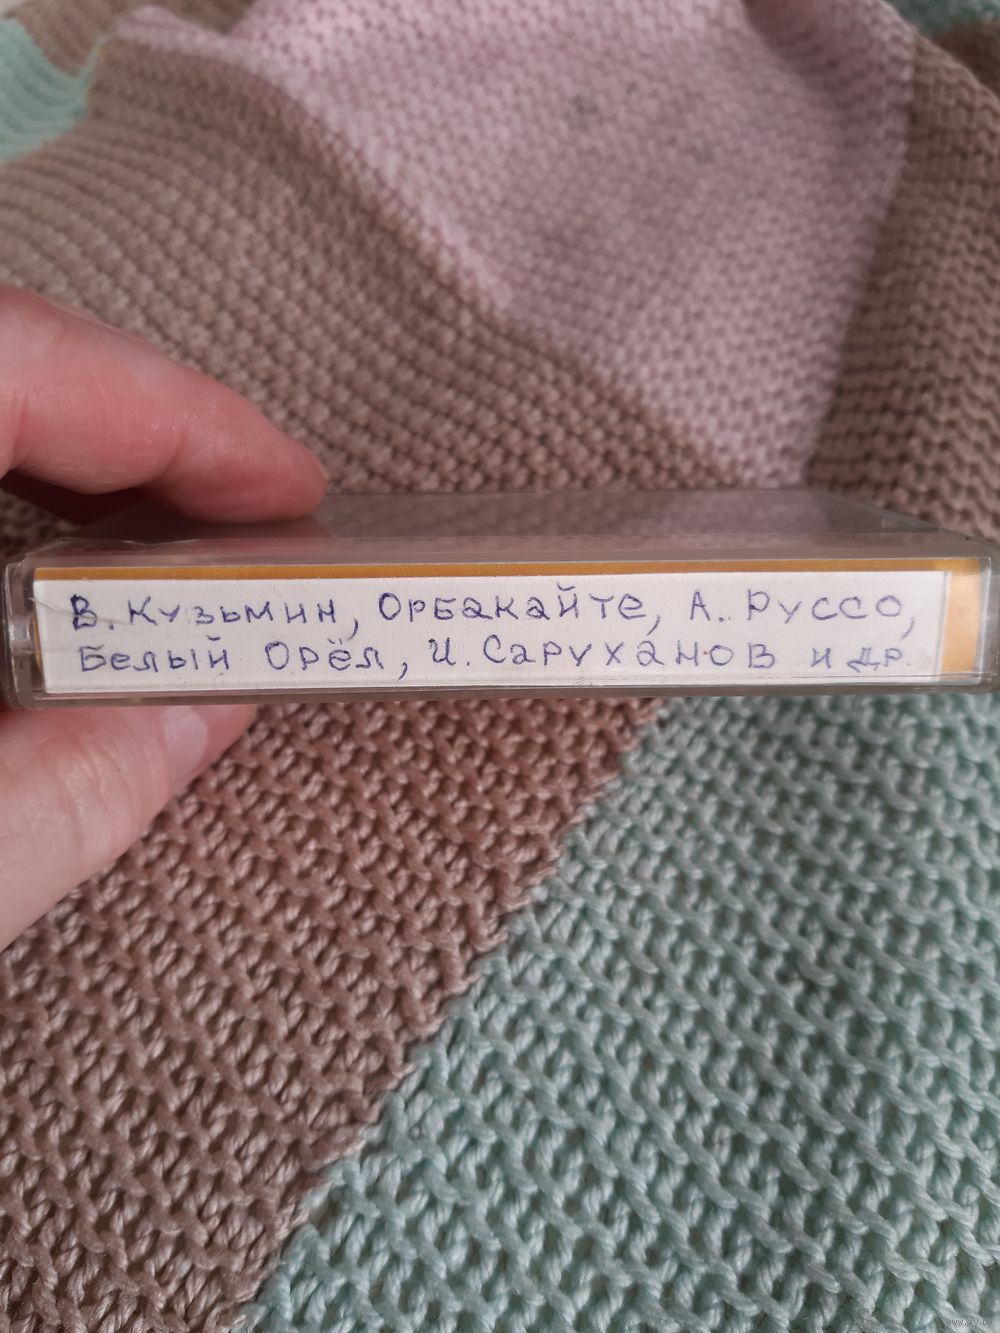 В. Кузьмин, Орбакайте, А. Руссо,
Белый Орёл, И. Саруханов и др.